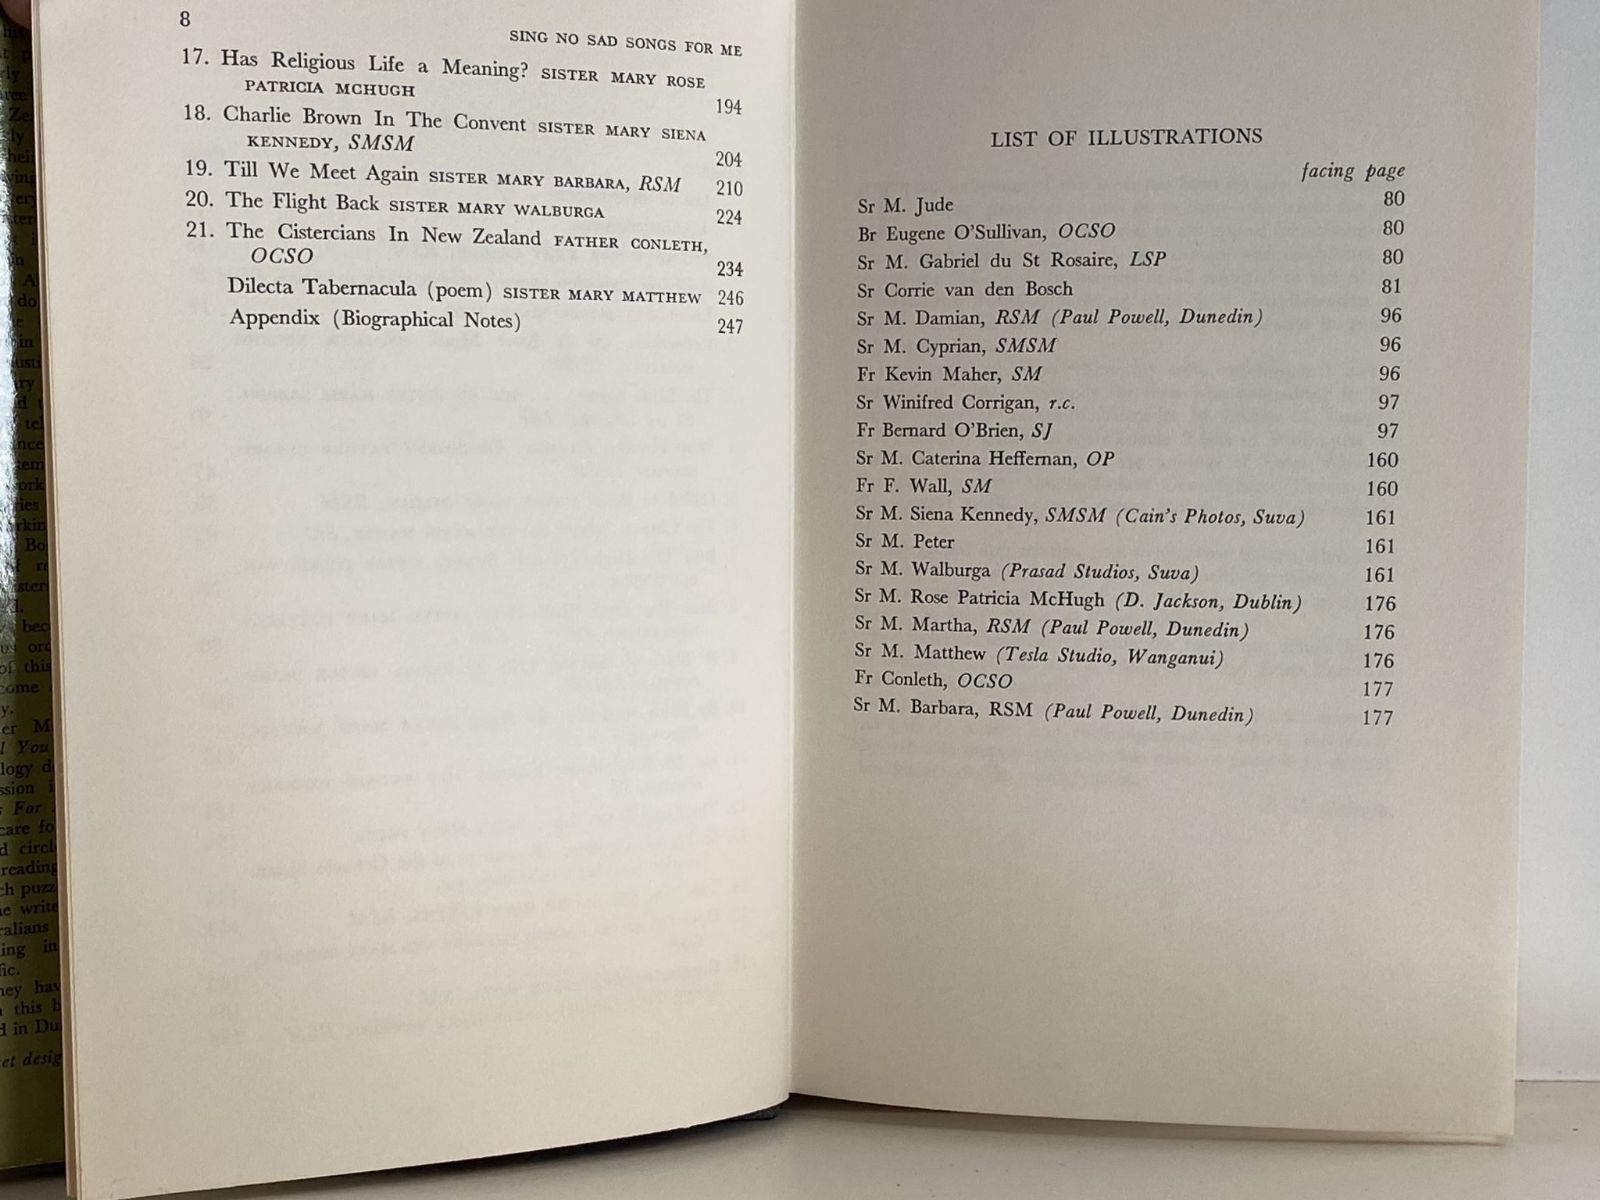 8
SING NO SAD SONGS FOR ME
17. Has Religious Life a Meaning? SISTER MARY ROSE
PATRICIA MCHUGH 194
18. Charlie Brown In The Convent SISTER MARY SIENA
KENNEDY, SMSM 204
19. Till We Meet Again SISTER MARY BARBARA, RSM 210
20. The Flight Back SISTER MARY WALBURGA 224
21. The Cistercians In New Zealand FATHER CONLETH,
OCSO 234
Dilecta Tabernacula (poem) SISTER MARY MATTHEW 246
Appendix (Biographical Notes) 247
LIST OF ILLUSTRATIONS
facing page
Sr M. Jude 80
Br Eugene O'Sullivan, OCSO 80
Sr M. Gabriel du St Rosaire, LSP 80
Sr Corrie van den Bosch 81
Sr M. Damian, RSM (Paul Powell, Dunedin) 96
Sr M. Cyprian, SMSM 96
Fr Kevin Maher, SM 96
Sr Winifred Corrigan, r.c. 97
Fr Bernard O'Brien, SJ 97
Sr M. Caterina Heffernan, OP 160
Fr F. Wall, SM 160
Sr M. Siena Kennedy, SMSM (Cain's Photos, Suva) 161
Sr M. Peter 161
Sr M. Walburga (Prasad Studios, Suva) 161
Sr M. Rose Patricia McHugh (D. Jackson, Dublin) 176
Sr M. Martha, RSM (Paul Powell, Dunedin) 176
Sr M. Matthew (Tesla Studio, Wanganui) 176
Fr Conleth, OCSO 177
Sr M. Barbara, RSM (Paul Powell, Dunedin) 177